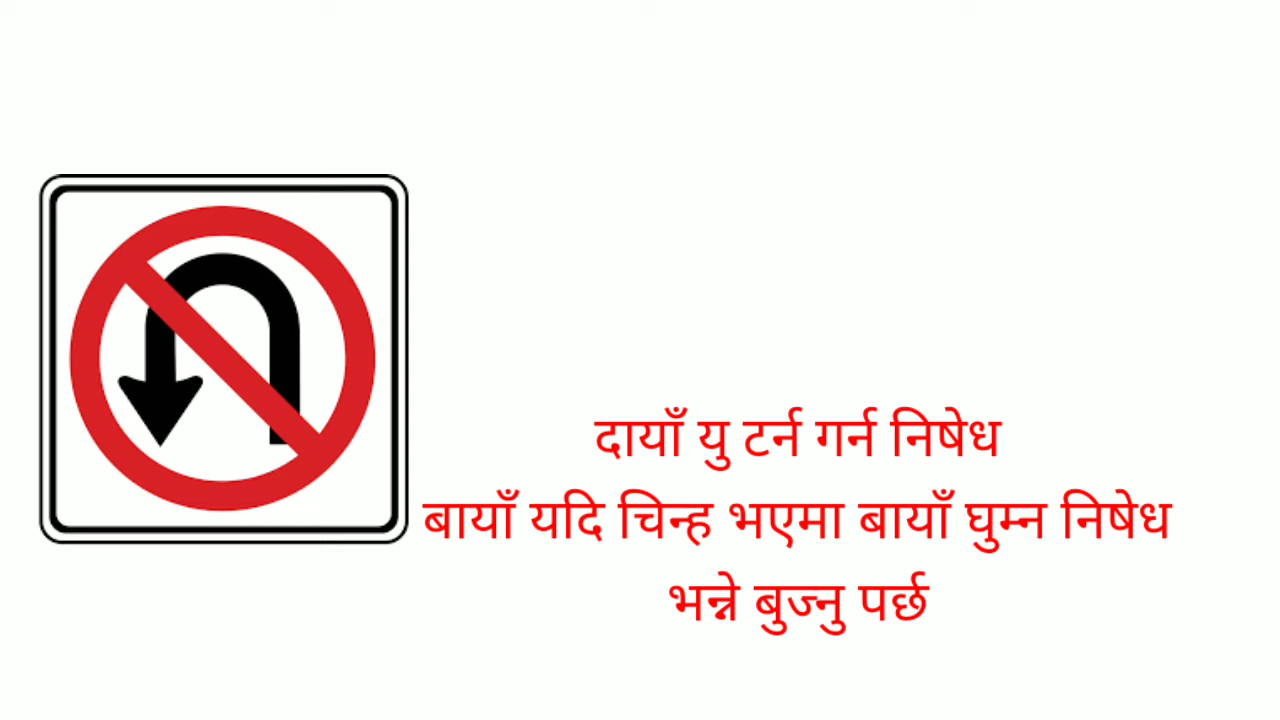 दायाँ यु टर्न गर्न निषेध
बायाँ यदि चिन्ह भएमा बायाँ घुम्न निषेध
भन्ने बुज्नु पर्छ